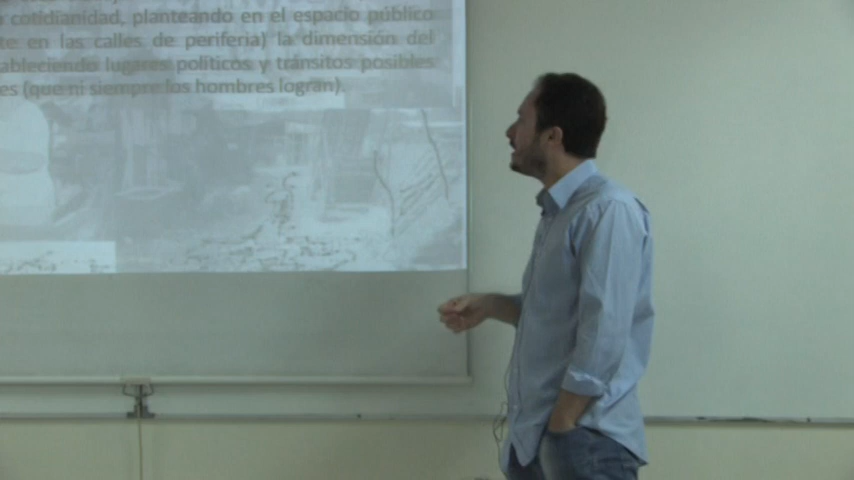 cotidianidad, planteando en el espacio público
te en las calles de periferia) la dimensión del
ableciendo lugares políticos y tránsitos posibles
es (que ni siempre los hombres logran).